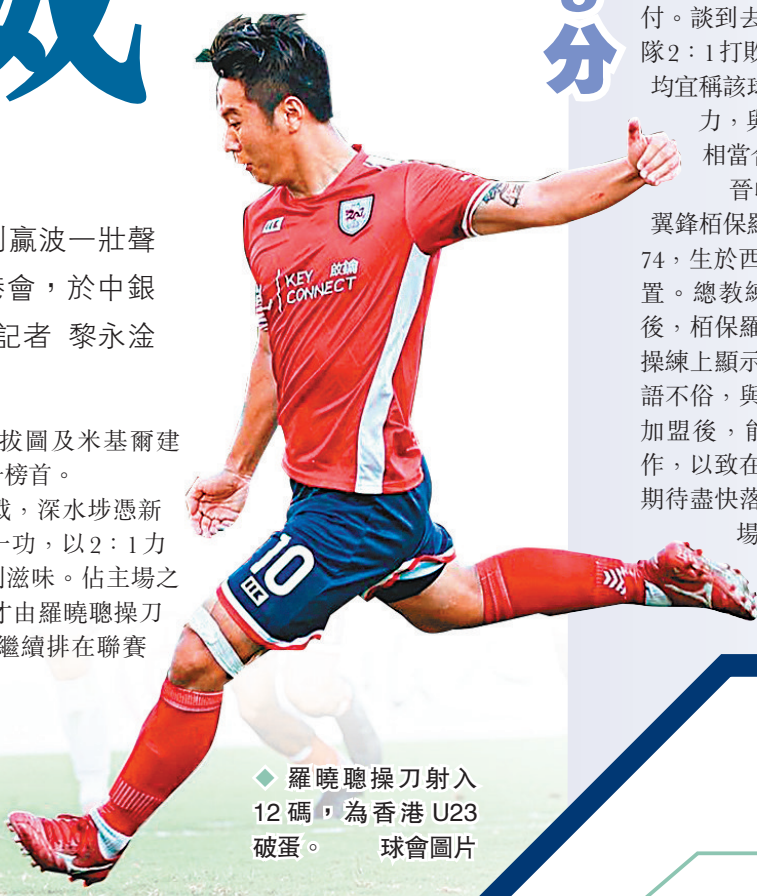 贏波一壯聲
會，於中銀
記者 黎永淦
拔圖及米基爾建
榜首。
，深水埗憑新
一功，以2：1力
滋味。佔主場之
才由羅曉聰操刀
繼續排在聯賽
分
付。談到去
隊2：1打敗
均宜稱該球
力，與
相當合
晉
翼鋒栢保羅
74，生於西
置。總教練
後，栢保羅
操練上顯示
語不俗，與
加盟後，能
作，以致在
期待盡快落
場
KEY 啟鑰
CONNECT
10
◆ 羅曉聰操刀射入
12 碼，為香港 U23
破蛋。 球會圖片